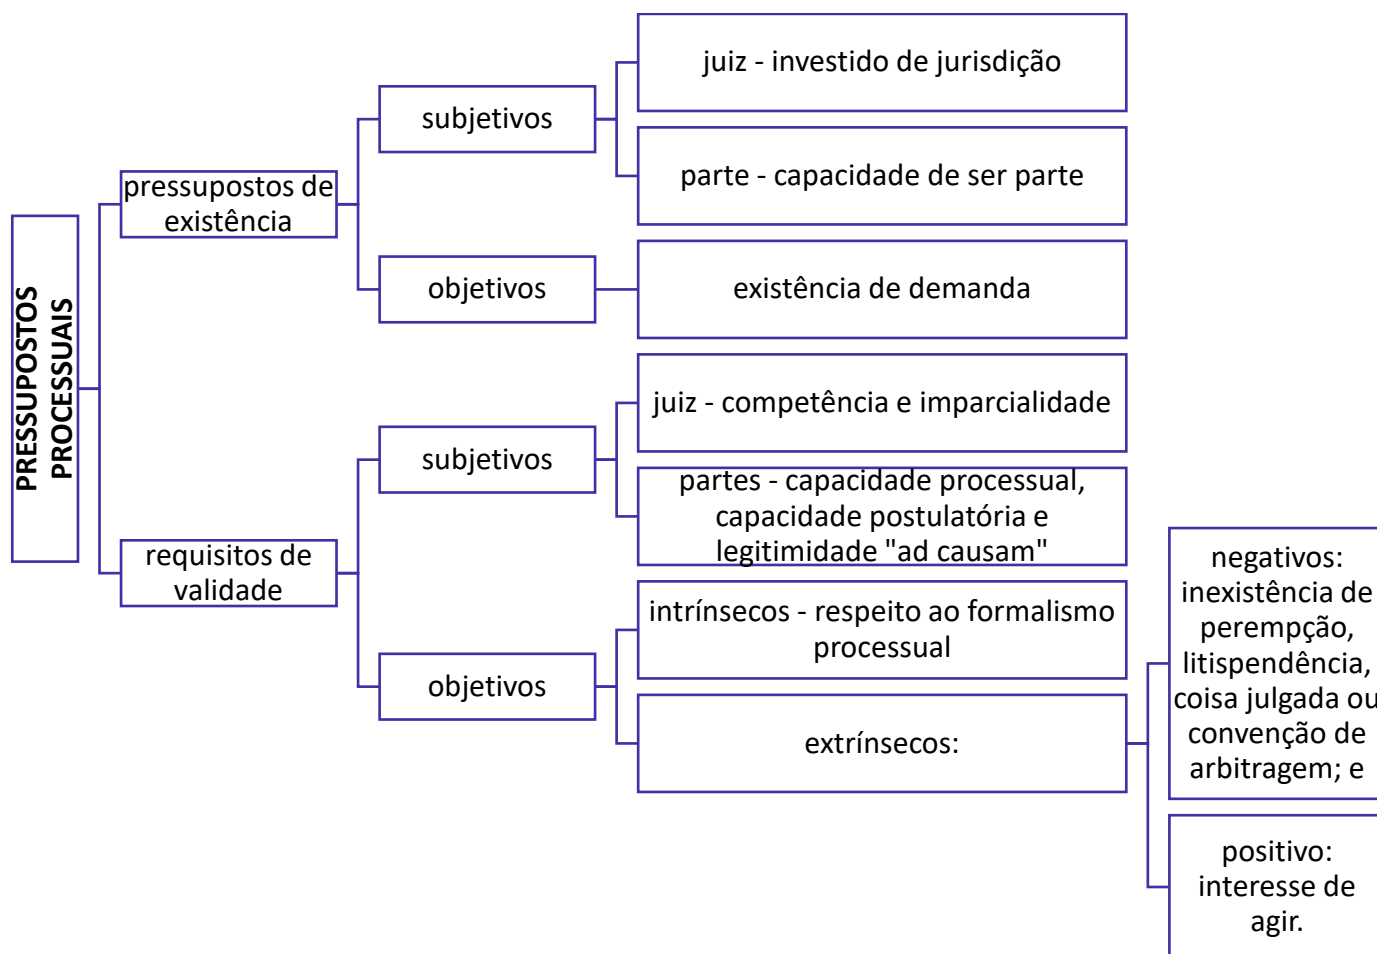 PRESSUPOSTOS
PROCESSUAIS
pressupostos de
existência
subjetivos
juiz - investido de jurisdição
parte - capacidade de ser parte
objetivos
existência de demanda
requisitos de
validade
subjetivos
juiz - competência e imparcialidade
partes - capacidade processual,
capacidade postulatória e
legitimidade "ad causam"
objetivos
intrínsecos - respeito ao formalismo
processual
extrínsecos:
negativos:
inexistência de
perempção,
litispendência,
coisa julgada ou
convenção de
arbitragem; e
positivo:
interesse de
agir.